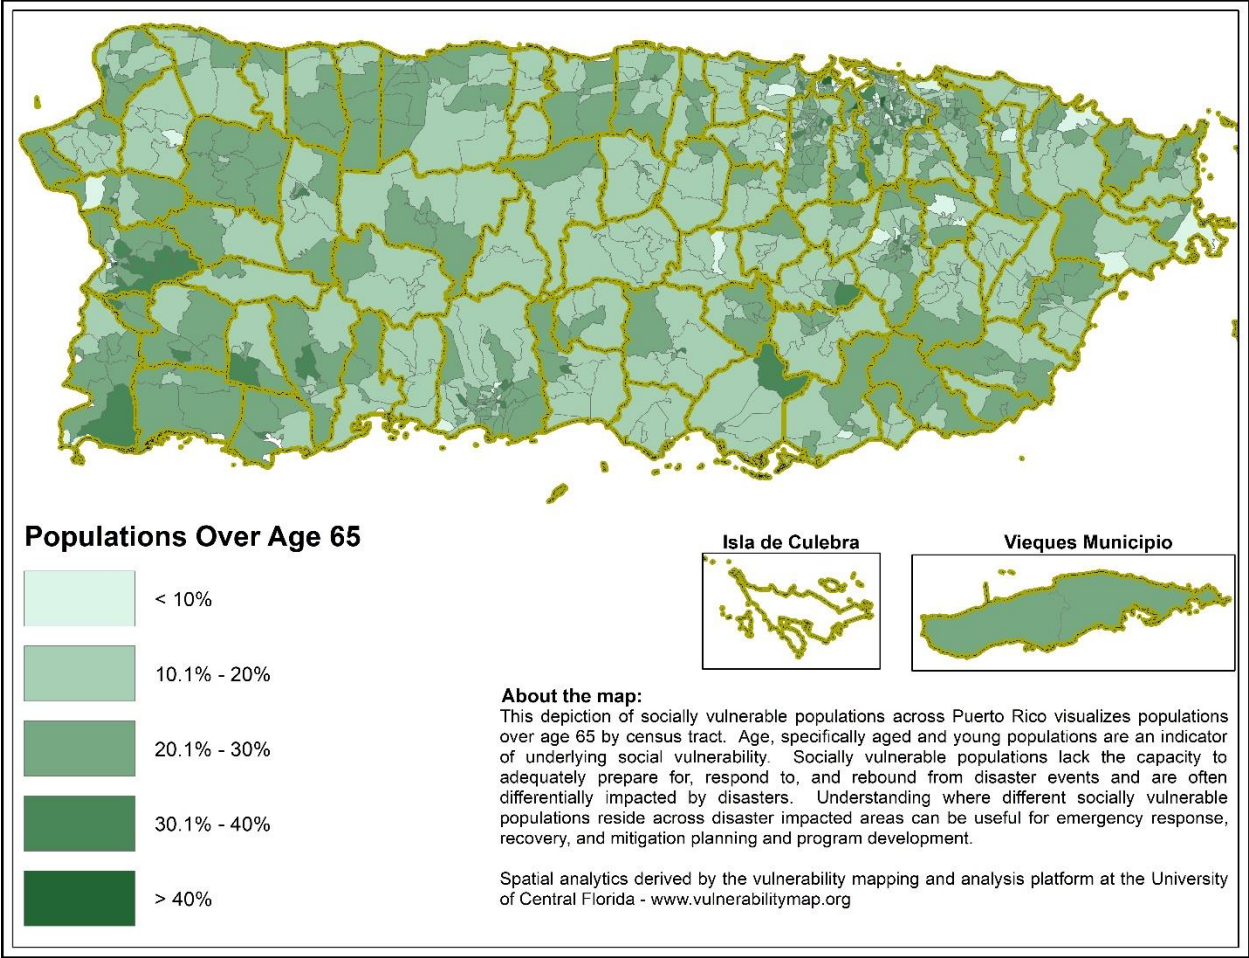 Populations Over Age 65
< 10%
10.1% - 20%
20.1% - 30%
30.1% - 40%
> 40%
Isla de Culebra
Vieques Municipio
About the map:
This depiction of socially vulnerable populations across Puerto Rico visualizes populations
over age 65 by census tract. Age, specifically aged and young populations are an indicator
of underlying social vulnerability. Socially vulnerable populations lack the capacity to
adequately prepare for, respond to, and rebound from disaster events and are often
differentially impacted by disasters. Understanding where different socially vulnerable
populations reside across disaster impacted areas can be useful for emergency response,
recovery, and mitigation planning and program development.
Spatial analytics derived by the vulnerability mapping and analysis platform at the University
of Central Florida - www.vulnerabilitymap.org